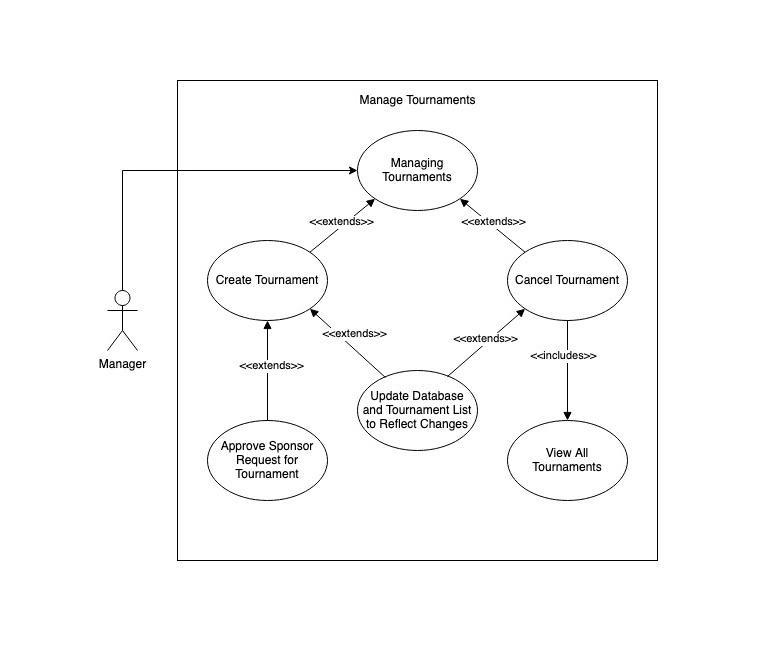 Manage Tournaments
Managing
Tournaments
<<extends>>
<<extends>>
Create Tournament
Cancel Tournament
<<extends>>
<<extends>>
<<includes>>
Manager
<<extends>>
Update Database
and Tournament List
to Reflect Changes
Approve Sponsor
Request for
Tournament
View All
Tournaments